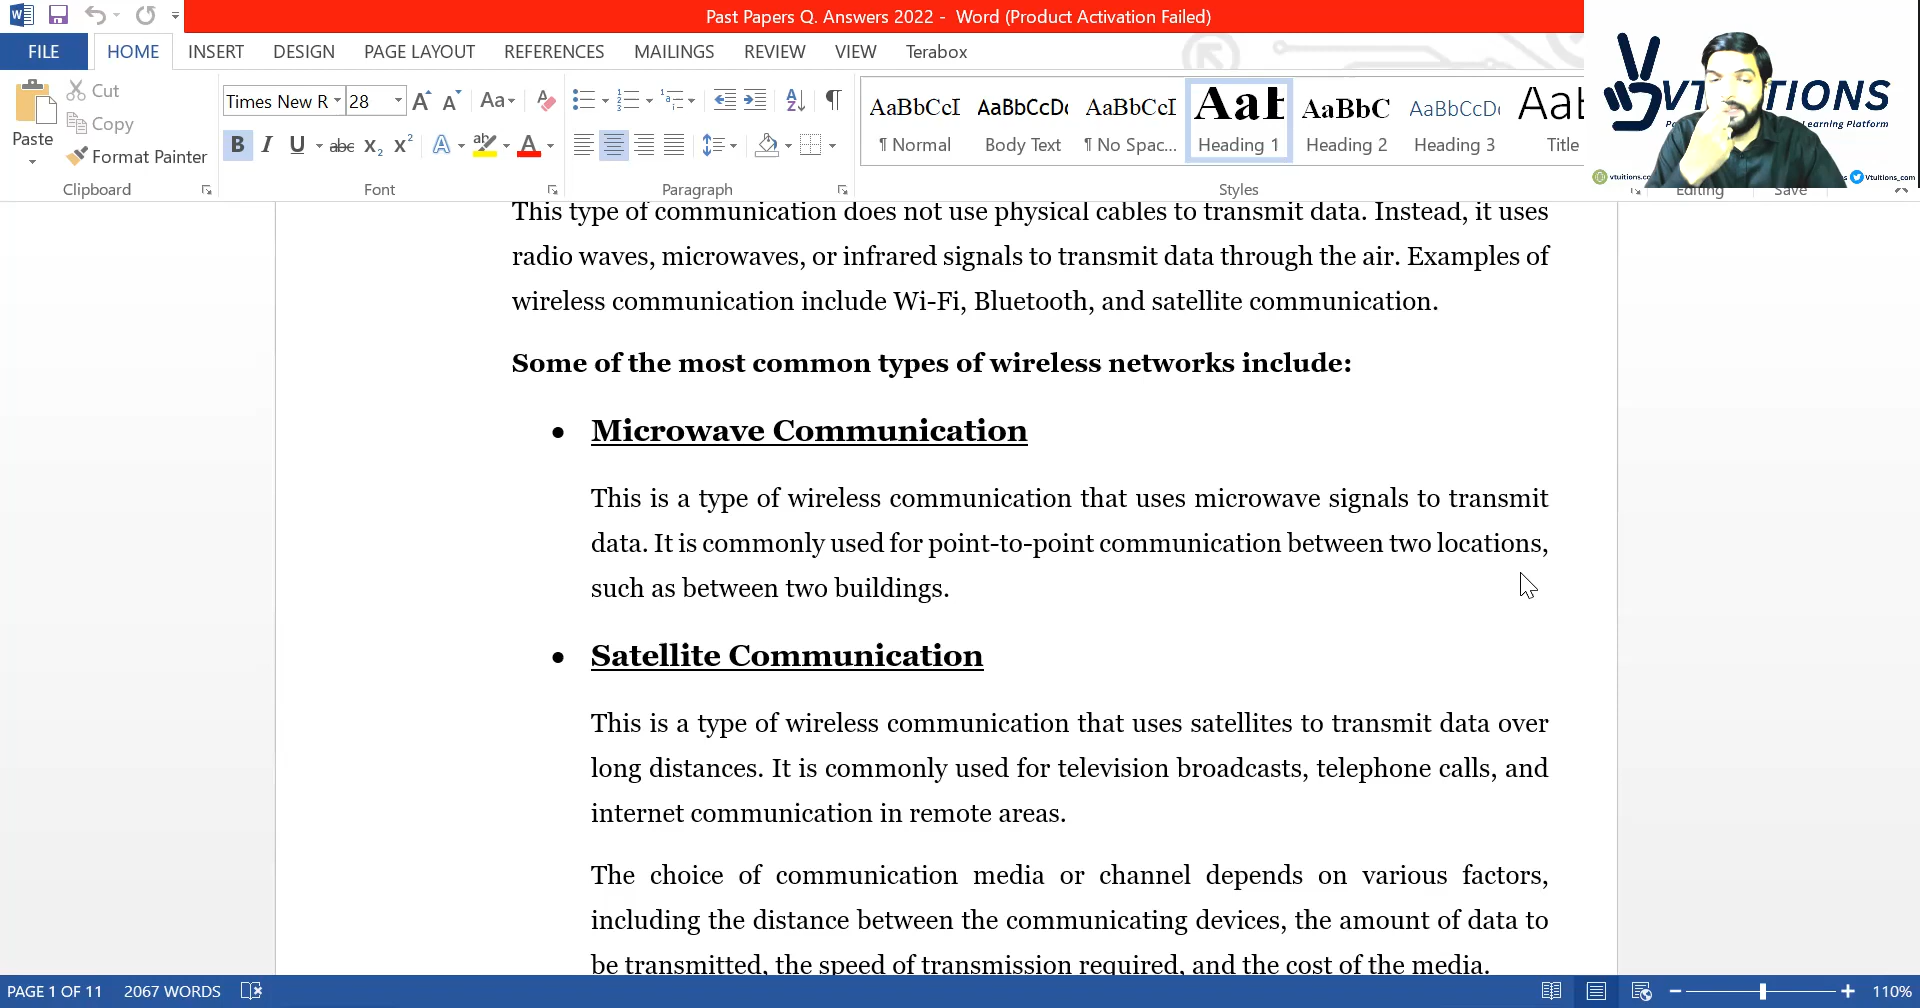 Past Papers Q. Answers 2022 - Word (Product Activation Failed)
FILE HOME INSERT DESIGN PAGE LAYOUT REFERENCES MAILINGS REVIEW VIEW Terabox
Paste
Cut
Copy
Format Painter
Clipboard
Times New R 28
Font
Paragraph
AaBbCcI AaBbCcDc AaBbCcI AaB AaBbC AaBbCcDc Aab
¶ Normal Body Text ¶ No Spac... Heading 1 Heading 2 Heading 3 Title
Styles
Editing Save
Learning Platform
Vtuitions_com
This type of communication does not use physical cables to transmit data. Instead, it uses
radio waves, microwaves, or infrared signals to transmit data through the air. Examples of
wireless communication include Wi-Fi, Bluetooth, and satellite communication.
Some of the most common types of wireless networks include:
• Microwave Communication
This is a type of wireless communication that uses microwave signals to transmit
data. It is commonly used for point-to-point communication between two locations,
such as between two buildings.
• Satellite Communication
This is a type of wireless communication that uses satellites to transmit data over
long distances. It is commonly used for television broadcasts, telephone calls, and
internet communication in remote areas.
The choice of communication media or channel depends on various factors,
including the distance between the communicating devices, the amount of data to
be transmitted, the speed of transmission required, and the cost of the media.
PAGE 1 OF 11 2067 WORDS 110%